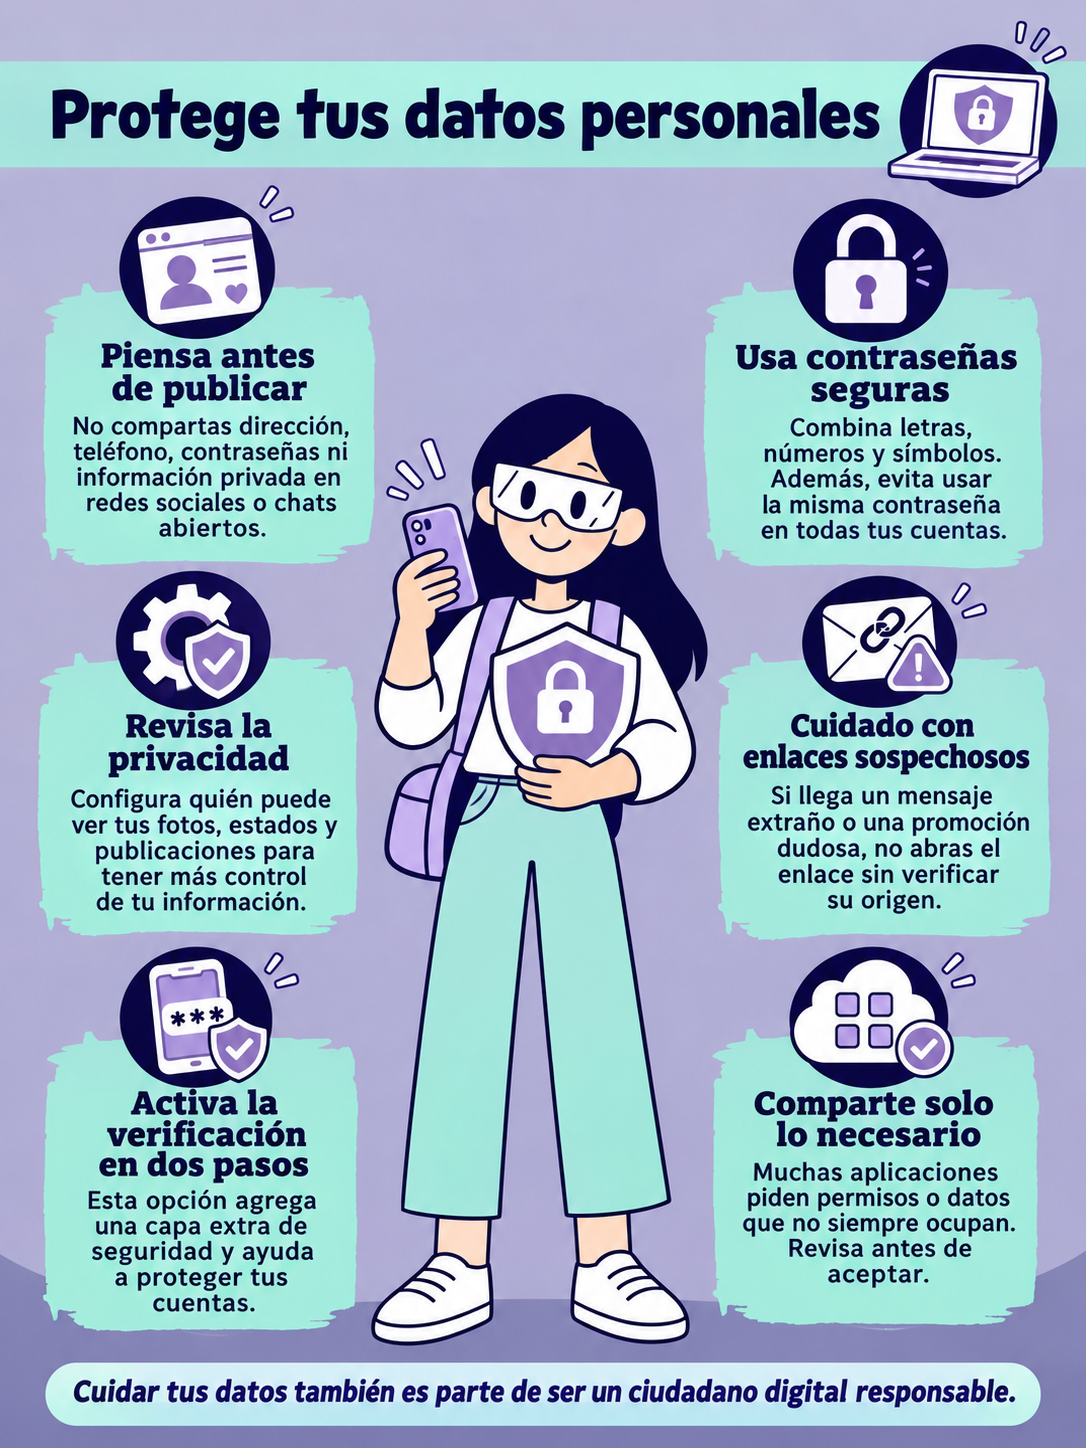 Protege tus datos personales
Piensa antes
de publicar
No compartas dirección,
teléfono, contraseñas ni
información privada en
redes sociales o chats
abiertos.
Usa contraseñas
seguras
Combina letras,
números y símbolos.
Además, evita usar
la misma contraseña
en todas tus cuentas.
Revisa la
privacidad
Configura quién puede
ver tus fotos, estados y
publicaciones para
tener más control
de tu información.
Cuidado con
enlaces sospechosos
Si llega un mensaje
extraño o una promoción
dudosa, no abras el
enlace sin verificar
su origen.
***
Activa la
verificación
en dos pasos
Esta opción agrega
una capa extra de
seguridad y ayuda
a proteger tus
cuentas.
Comparte solo
lo necesario
Muchas aplicaciones
piden permisos o datos
que no siempre ocupan.
Revisa antes de
aceptar.
Cuidar tus datos también es parte de ser un ciudadano digital responsable.